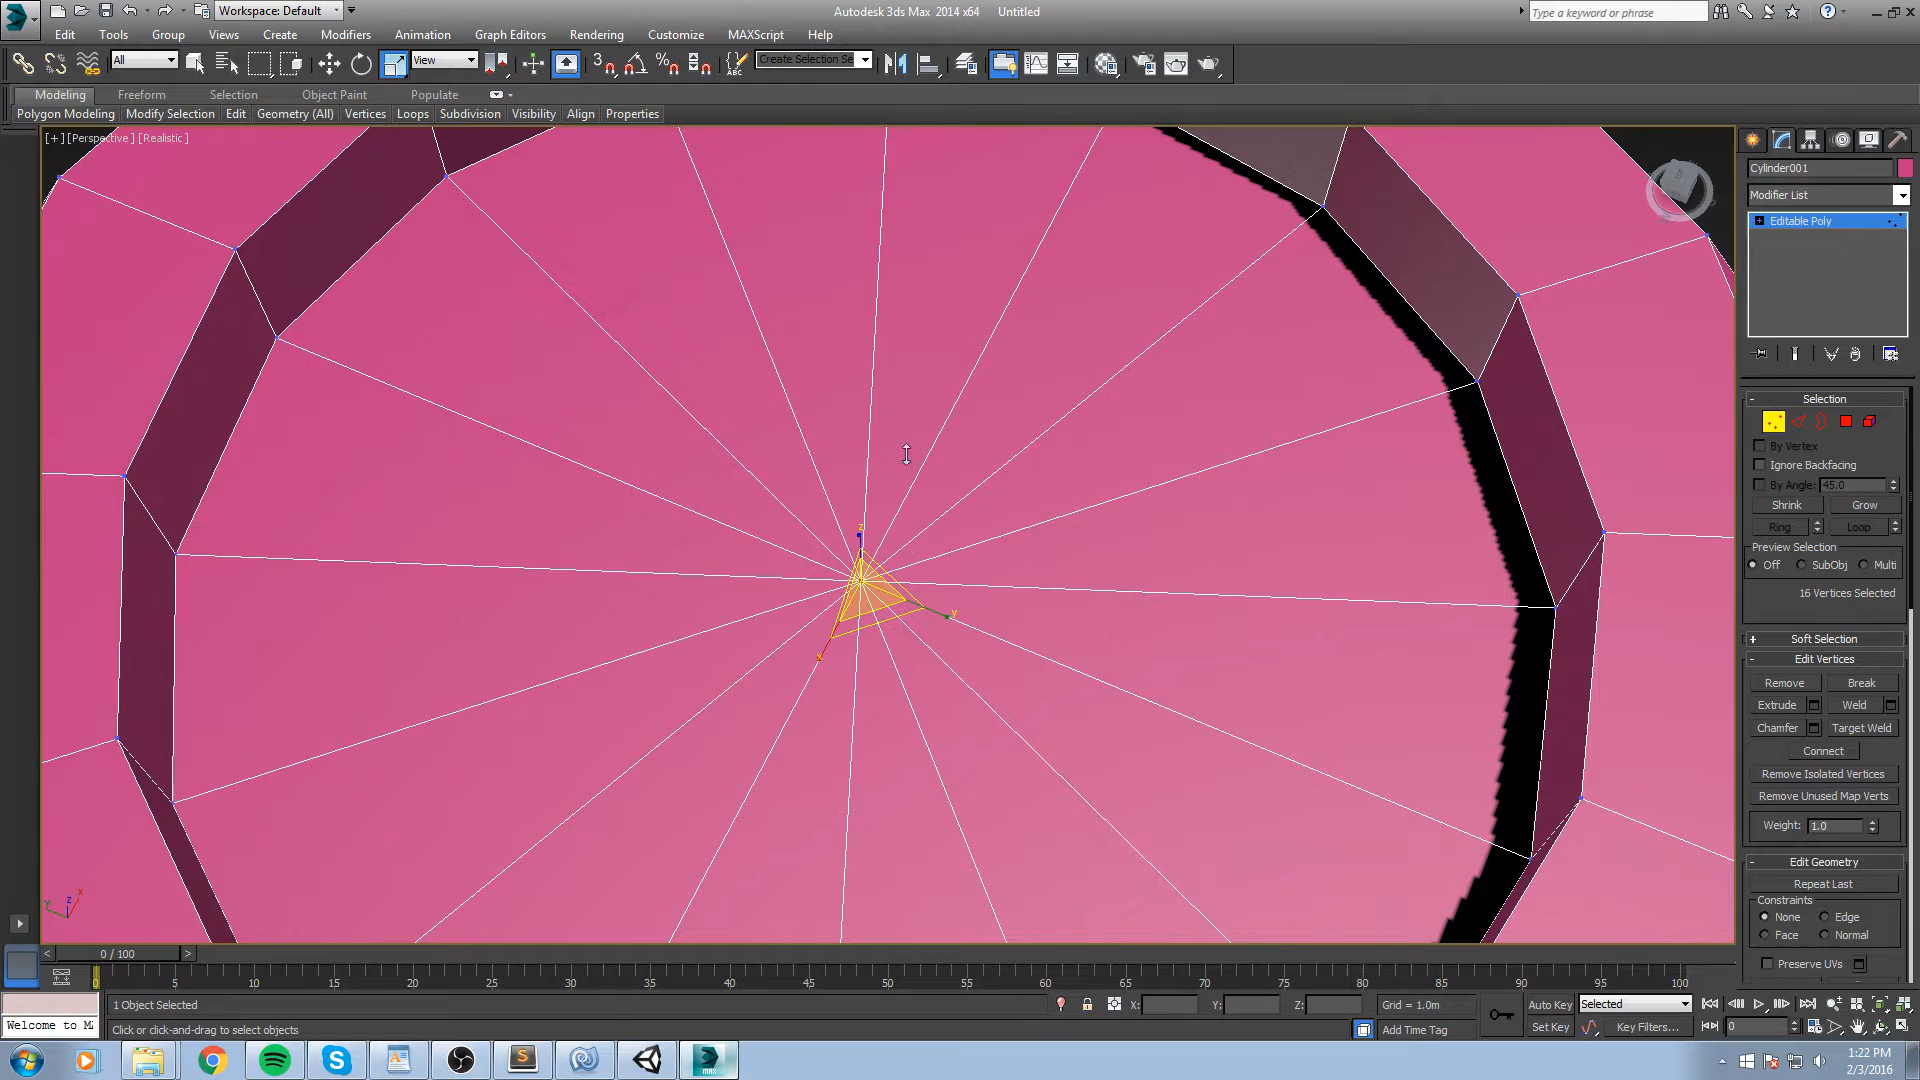 Workspace: Default
Autodesk 3ds Max 2014 x64 Untitled
Type a keyword or phrase
Edit Tools Group Views Create Modifiers Animation Graph Editors Rendering Customize MAXScript Help
All
View
3
Create Selection Se
Modeling Freeform Selection Object Paint Populate
Polygon Modeling Modify Selection Edit Geometry (All) Vertices Loops Subdivision Visibility Align Properties
[+] [Perspective] [Realistic]
Cylinder001
Modifier List
Editable Poly
Selection
By Vertex
Ignore Backfacing
By Angle: 45.0
Shrink Grow
Ring Loop
Preview Selection
Off SubObj Multi
16 Vertices Selected
Soft Selection
Edit Vertices
Remove Break
Extrude Weld
Chamfer Target Weld
Connect
Remove Isolated Vertices
Remove Unused Map Verts
Weight: 1.0
Edit Geometry
Repeat Last
Constraints
None Edge
Face Normal
Preserve UVs
z
y
x
z x
y
< 0 / 100 >
0 5 10 15 20 25 30 35 40 45 50 55 60 65 70 75 80 85 90 95 100
1 Object Selected
X: Y: Z: Grid = 1.0m
Auto Key Selected
Welcome to M
Click or click-and-drag to select objects
Add Time Tag
Set Key Key Filters... 0
MAX
1:22 PM
2/3/2016